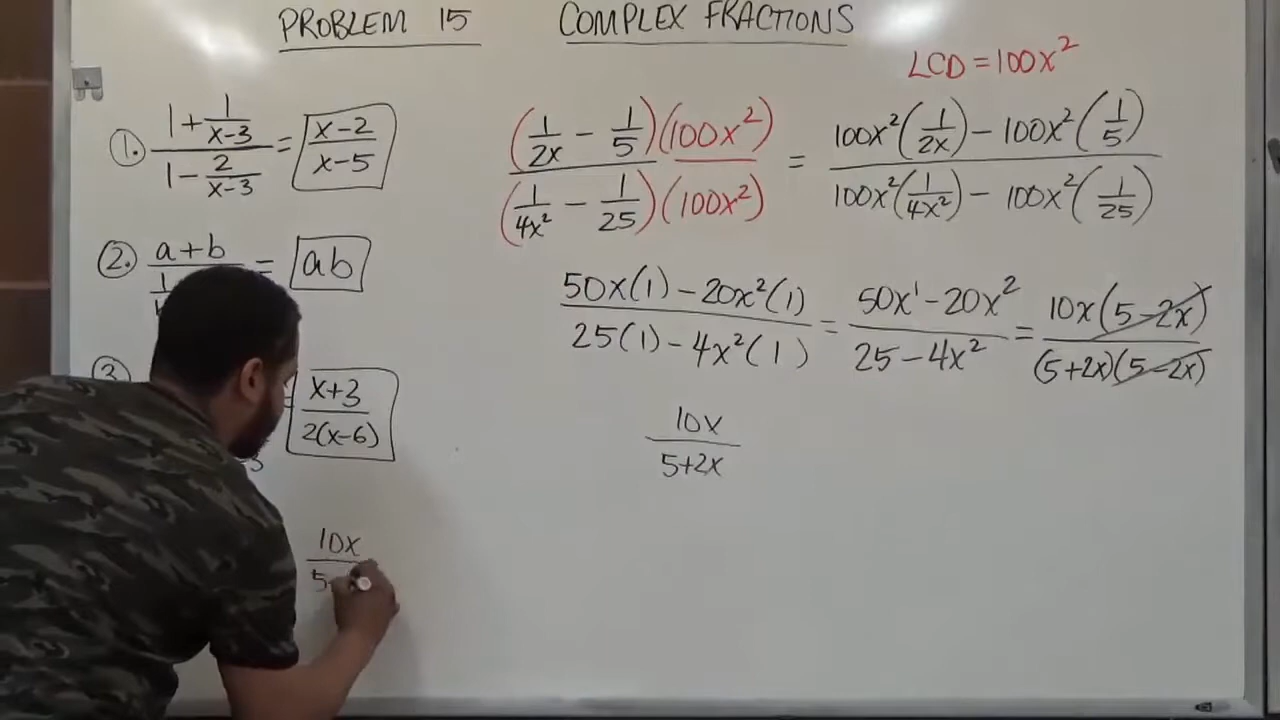 PROBLEM 15 COMPLEX FRACTIONS
LCD = 100x²
1. (1 + 1/(x-3)) / (1 - 2/(x-3)) = (x-2)/(x-5)
2. (a+b) / (1/ = ab
3. = (x+3)/(2(x-6))
10x/5
(1/2x - 1/5)(100x²) / (1/4x² - 1/25)(100x²) = (100x²(1/2x) - 100x²(1/5)) / (100x²(1/4x²) - 100x²(1/25))
(50x(1) - 20x²(1)) / (25(1) - 4x²(1)) = (50x¹ - 20x²) / (25 - 4x²) = 10x(5-2x) / (5+2x)(5-2x)
10x / 5+2x